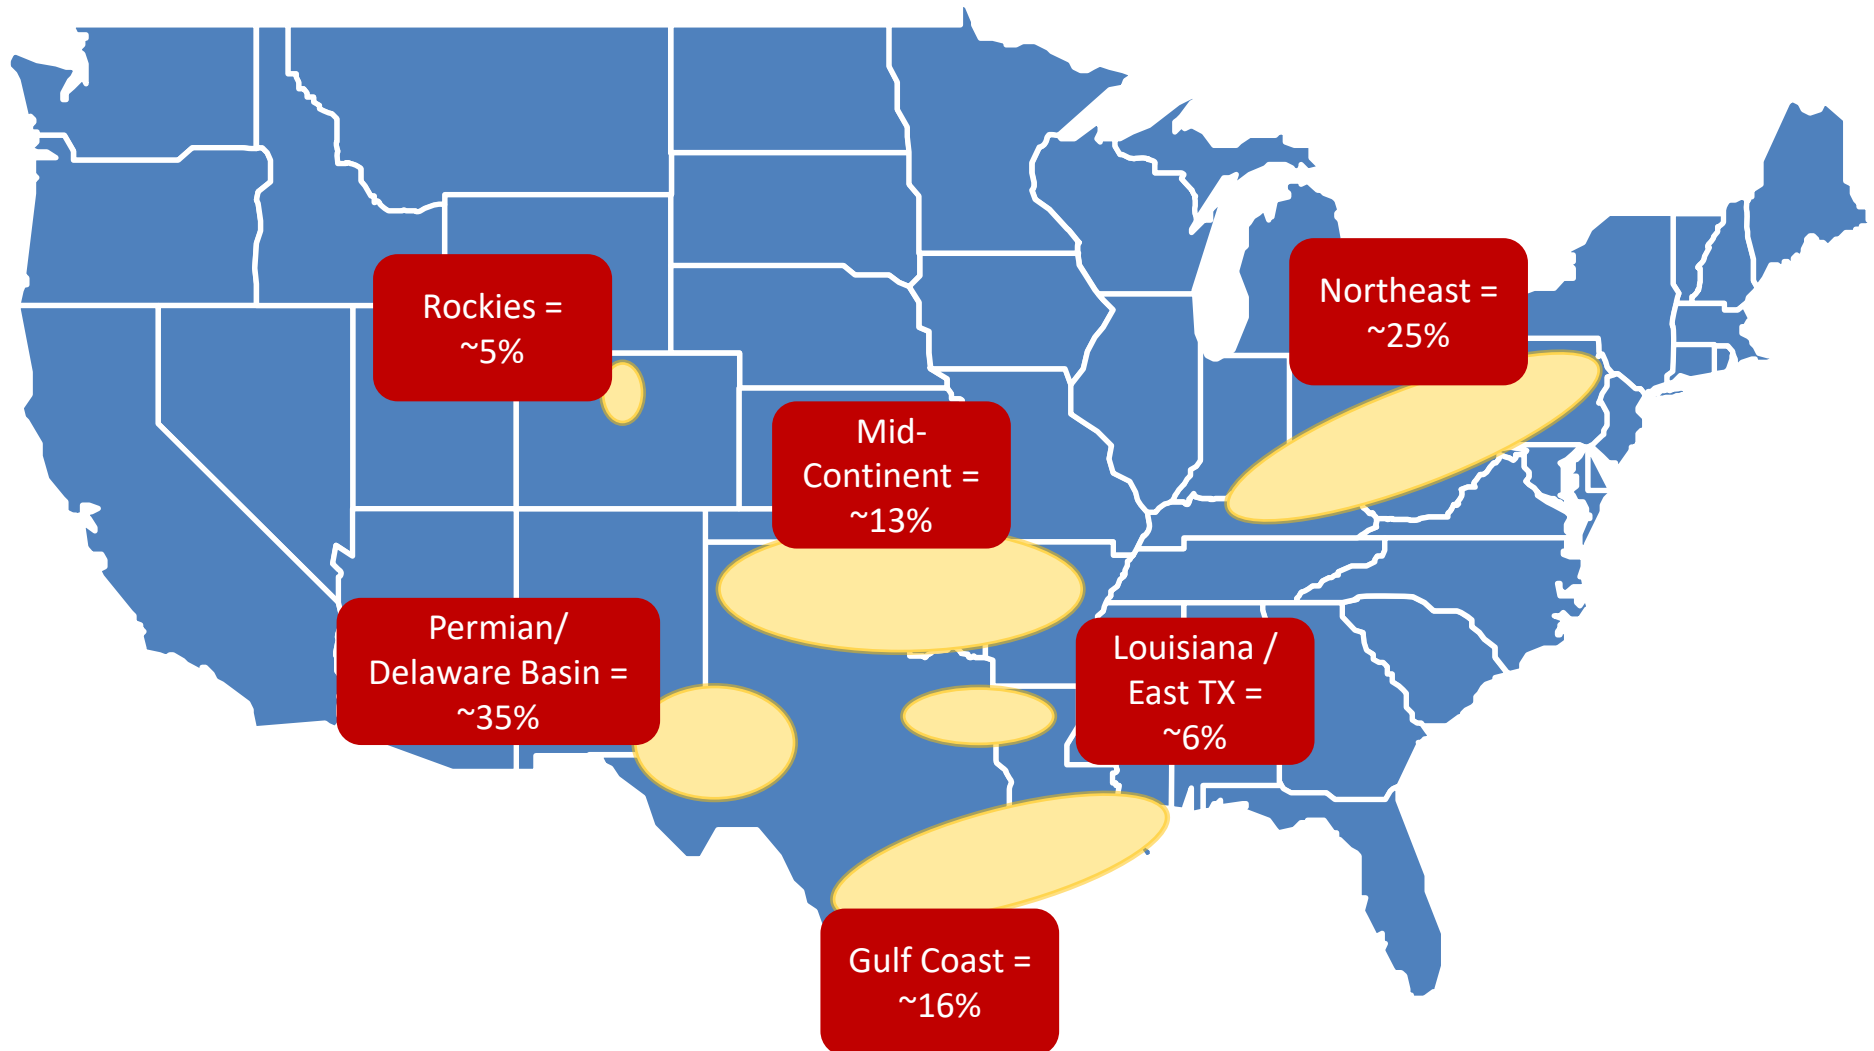 Rockies =
~5%
Northeast =
~25%
Mid-
Continent =
~13%
Permian/
Delaware Basin =
~35%
Louisiana /
East TX =
~6%
Gulf Coast =
~16%